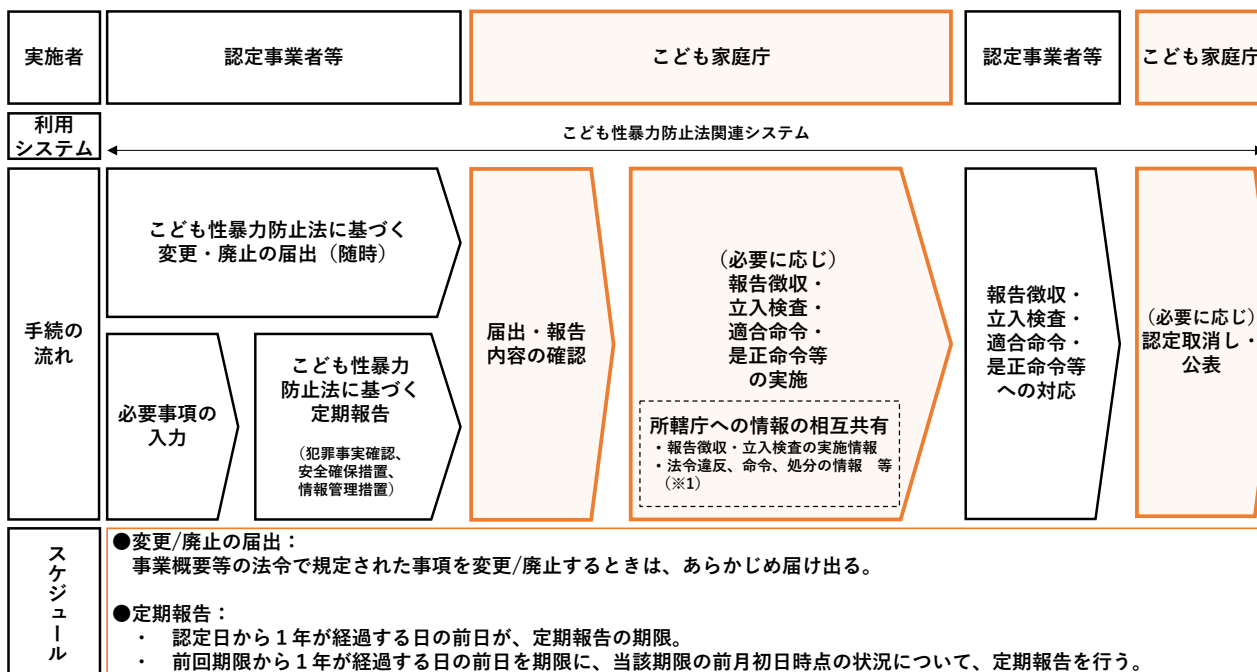 実施者
認定事業者等
こども家庭庁
認定事業者等
こども家庭庁
利用
システム
こども性暴力防止法関連システム
手続の
流れ
こども性暴力防止法に基づく
変更・廃止の届出（随時）
必要事項の
入力
こども性暴力
防止法に基づく
定期報告
（犯罪事実確認、
安全確保措置、
情報管理措置）
届出・報告
内容の確認
（必要に応じ）
報告徴収・
立入検査・
適合命令・
是正命令等
の実施
所轄庁への情報の相互共有
・報告徴収・立入検査の実施情報
・法令違反、命令、処分の情報　等
（※1）
報告徴収・
立入検査・
適合命令・
是正命令等
への対応
（必要に応じ）
認定取消し・
公表
スケジュール
●変更/廃止の届出：
事業概要等の法令で規定された事項を変更/廃止するときは、あらかじめ届け出る。
●定期報告：
・　認定日から１年が経過する日の前日が、定期報告の期限。
・　前回期限から１年が経過する日の前日を期限に、当該期限の前月初日時点の状況について、定期報告を行う。